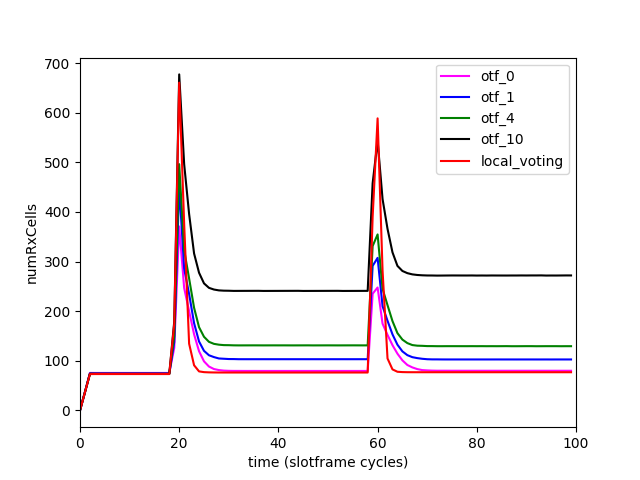 700
600
500
400
300
200
100
0
numRxCells
0 20 40 60 80 100
time (slotframe cycles)
otf_0
otf_1
otf_4
otf_10
local_voting